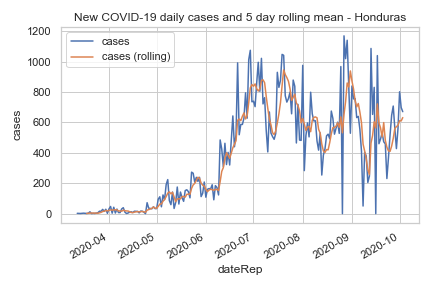 New COVID-19 daily cases and 5 day rolling mean - Honduras
cases
cases (rolling)
1200
1000
800
600
400
200
0
cases
2020-04
2020-05
2020-06
2020-07
2020-08
2020-09
2020-10
dateRep